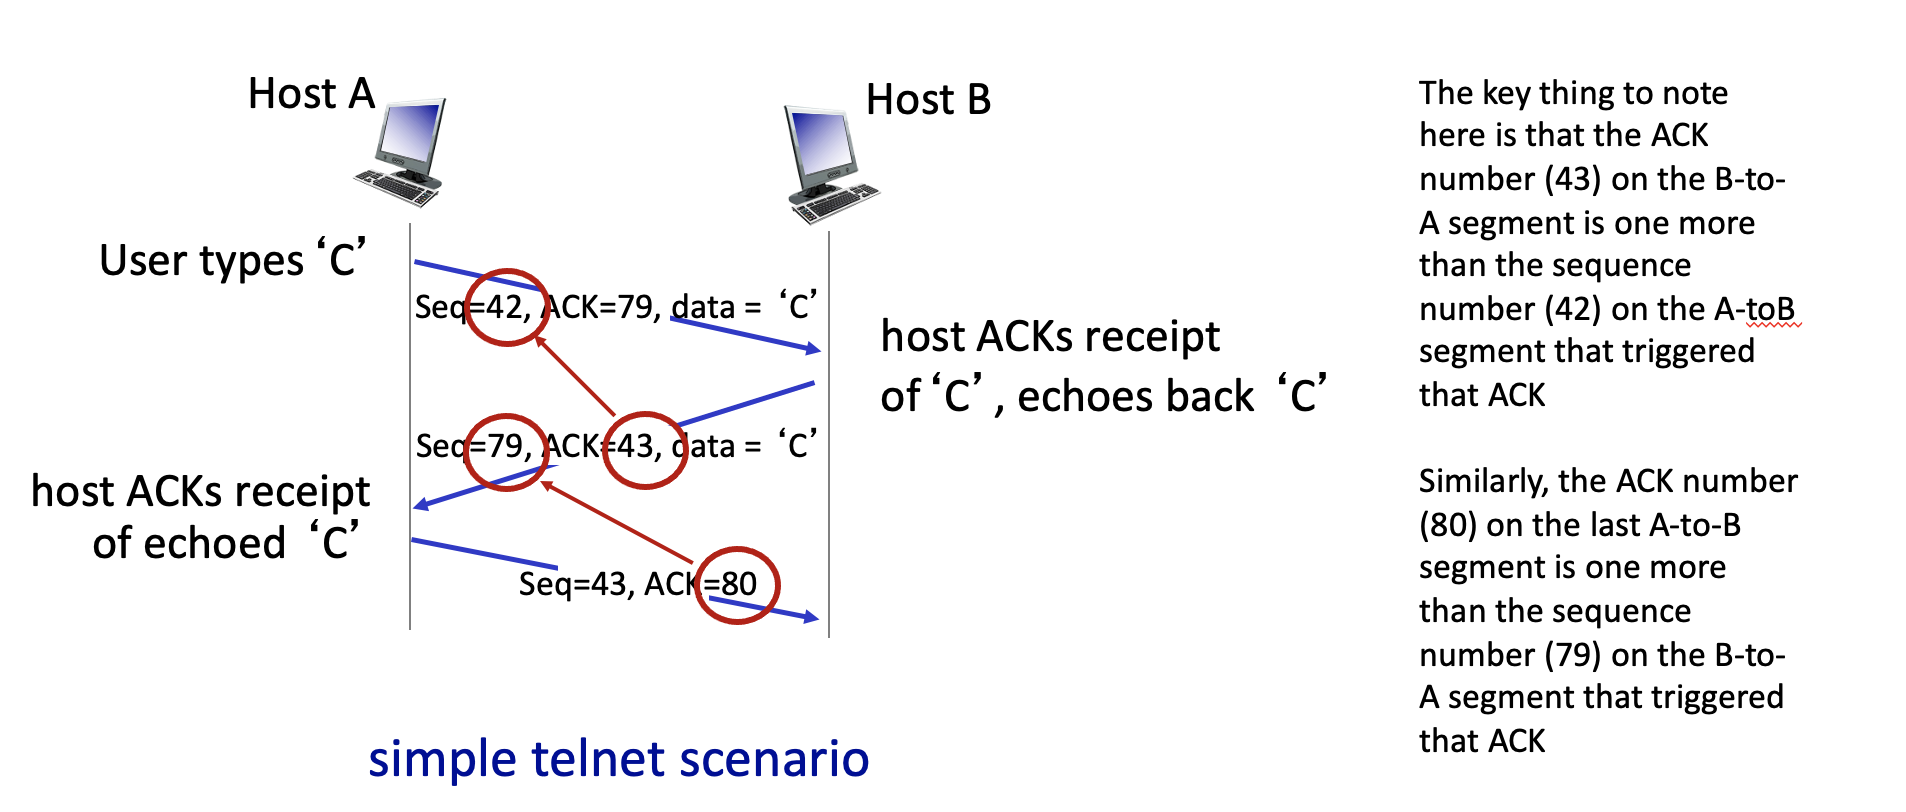 Host A
Host B
User types ‘C’
Seq=42, ACK=79, data = ‘C’
host ACKs receipt
of ‘C’, echoes back ‘C’
Seq=79, ACK=43, data = ‘C’
host ACKs receipt
of echoed ‘C’
Seq=43, ACK=80
simple telnet scenario
The key thing to note
here is that the ACK
number (43) on the B-to-
A segment is one more
than the sequence
number (42) on the A-toB
segment that triggered
that ACK
Similarly, the ACK number
(80) on the last A-to-B
segment is one more
than the sequence
number (79) on the B-to-
A segment that triggered
that ACK